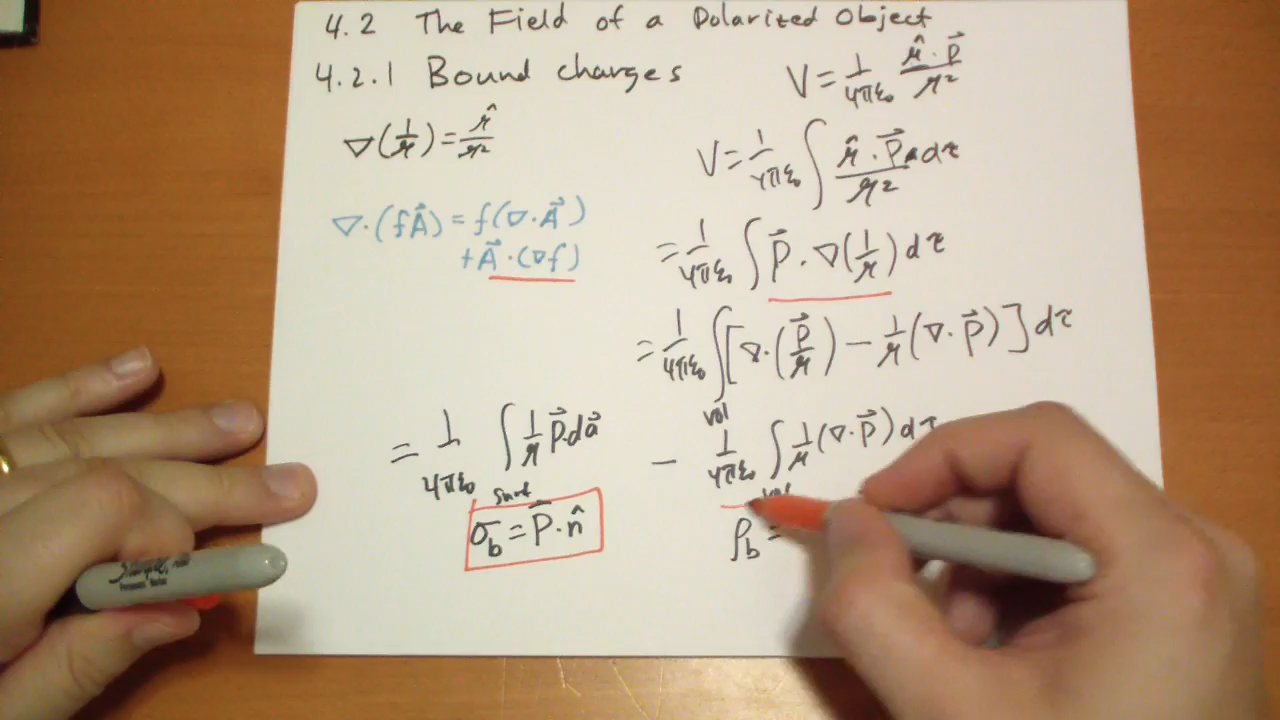 4.2 The Field of a Polarized Object
4.2.1 Bound charges
V = 1/4πε₀ 𝓇̂ · p⃗/𝓇²
∇(1/𝓇) = 𝓇̂/𝓇²
V = 1/4πε₀ ∫ 𝓇̂ · P⃗ dτ/𝓇²
∇·(fA⃗) = f(∇·A⃗)
+ A⃗·(∇f)
= 1/4πε₀ ∫ P⃗ · ∇(1/𝓇) dτ
= 1/4πε₀ ∫vol [∇·(P⃗/𝓇) − 1/𝓇(∇·P⃗)] dτ
= 1/4πε₀ ∫surf 1/𝓇 P⃗·da⃗ − 1/4πε₀ ∫vol 1/𝓇(∇·P⃗) dτ
σb = P⃗·n̂
ρb =
Sharpie